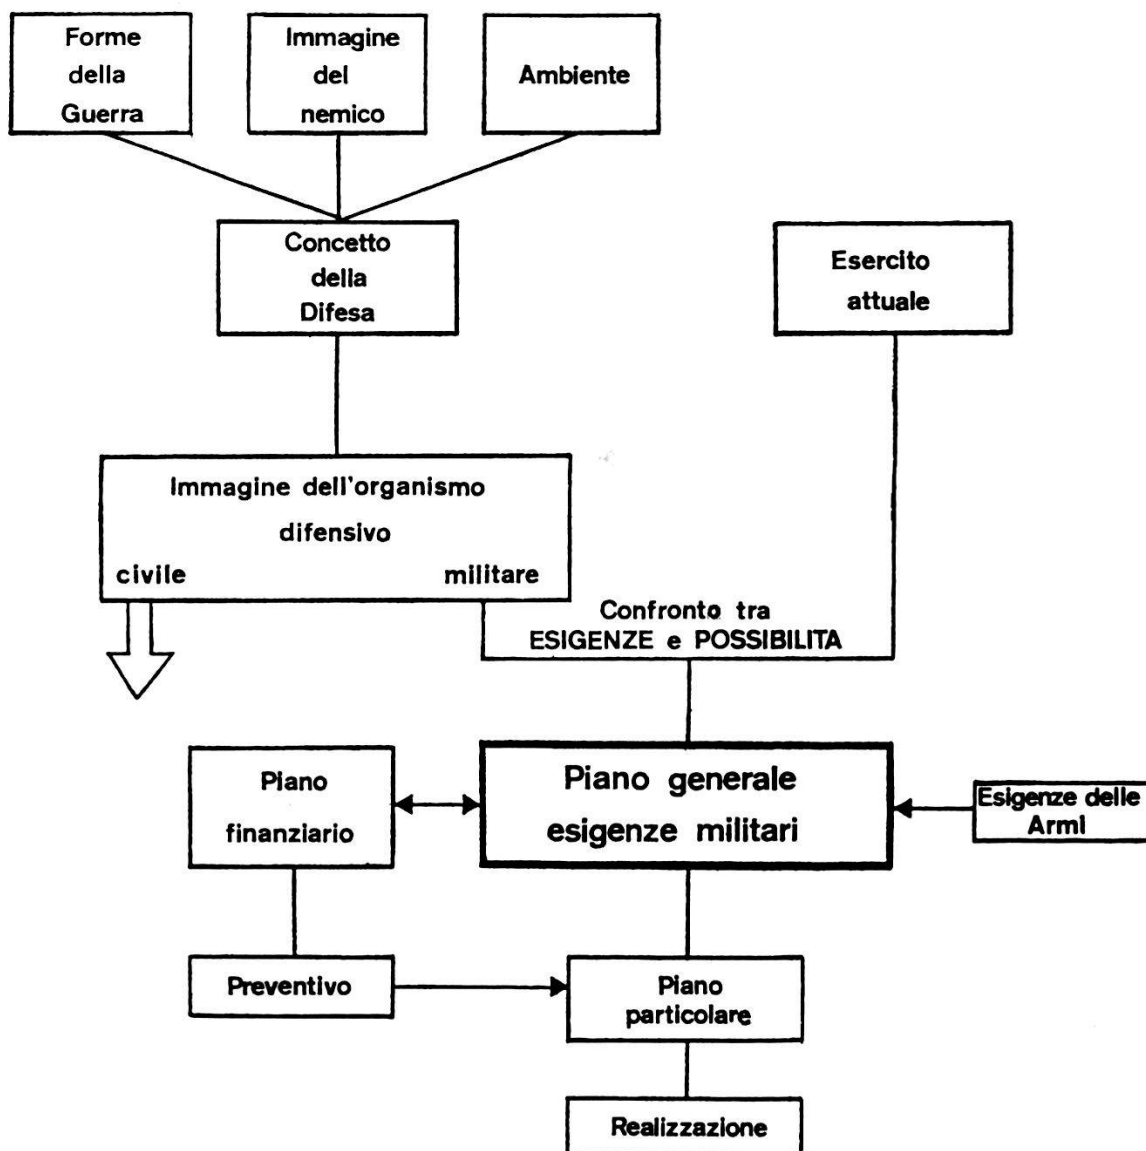 Forme
della
Guerra
Immagine
del
nemico
Ambiente
Concetto
della
Difesa
Esercito
attuale
Immagine dell'organismo
difensivo
civile militare
Confronto tra
ESIGENZE e POSSIBILITA
Piano
finanziario
Piano generale
esigenze militari
Esigenze delle
Armi
Preventivo
Piano
particolare
Realizzazione